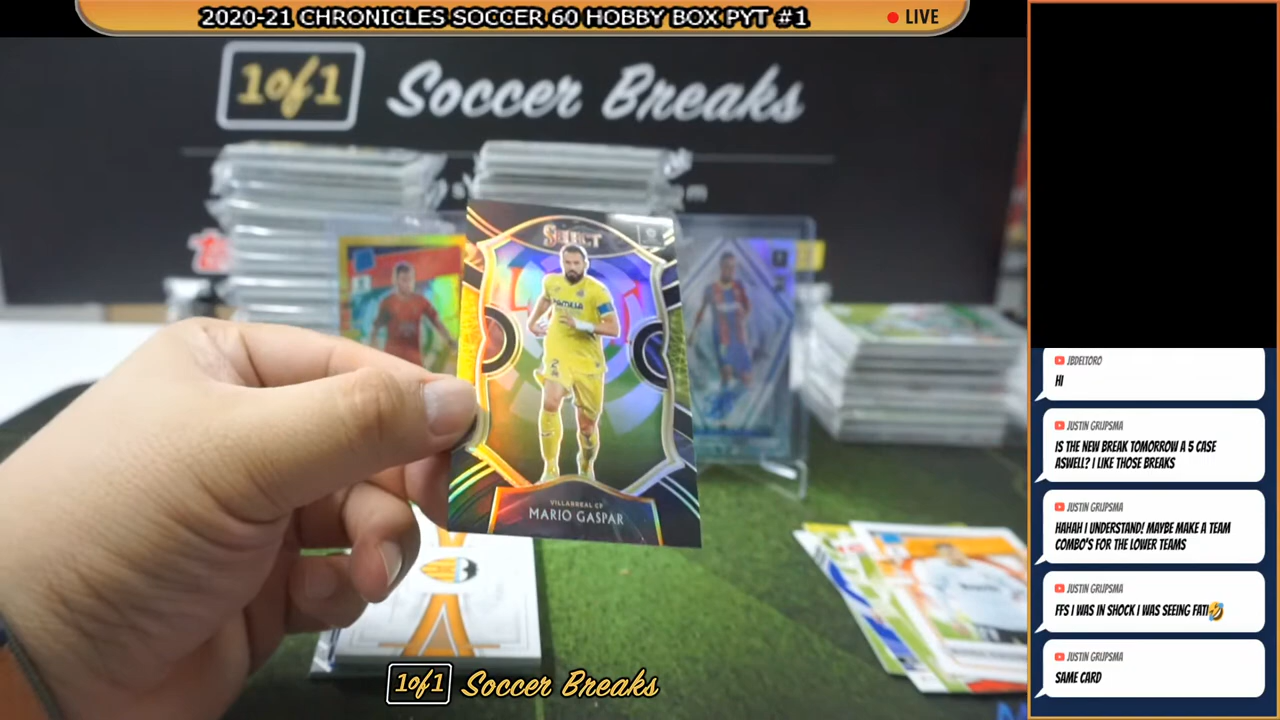 2020-21 CHRONICLES SOCCER 60 HOBBY BOX PYT #1
LIVE
1of1 Soccer Breaks
SELECT
VILLARREAL CF
MARIO GASPAR
JBDELTORO
HI
JUSTIN GRIJPSMA
IS THE NEW BREAK TOMORROW A 5 CASE
ASWELL? I LIKE THOSE BREAKS
JUSTIN GRIJPSMA
HAHAH I UNDERSTAND! MAYBE MAKE A TEAM
COMBO'S FOR THE LOWER TEAMS
JUSTIN GRIJPSMA
FFS I WAS IN SHOCK I WAS SEEING FATI🤣
JUSTIN GRIJPSMA
SAME CARD
1of1 Soccer Breaks